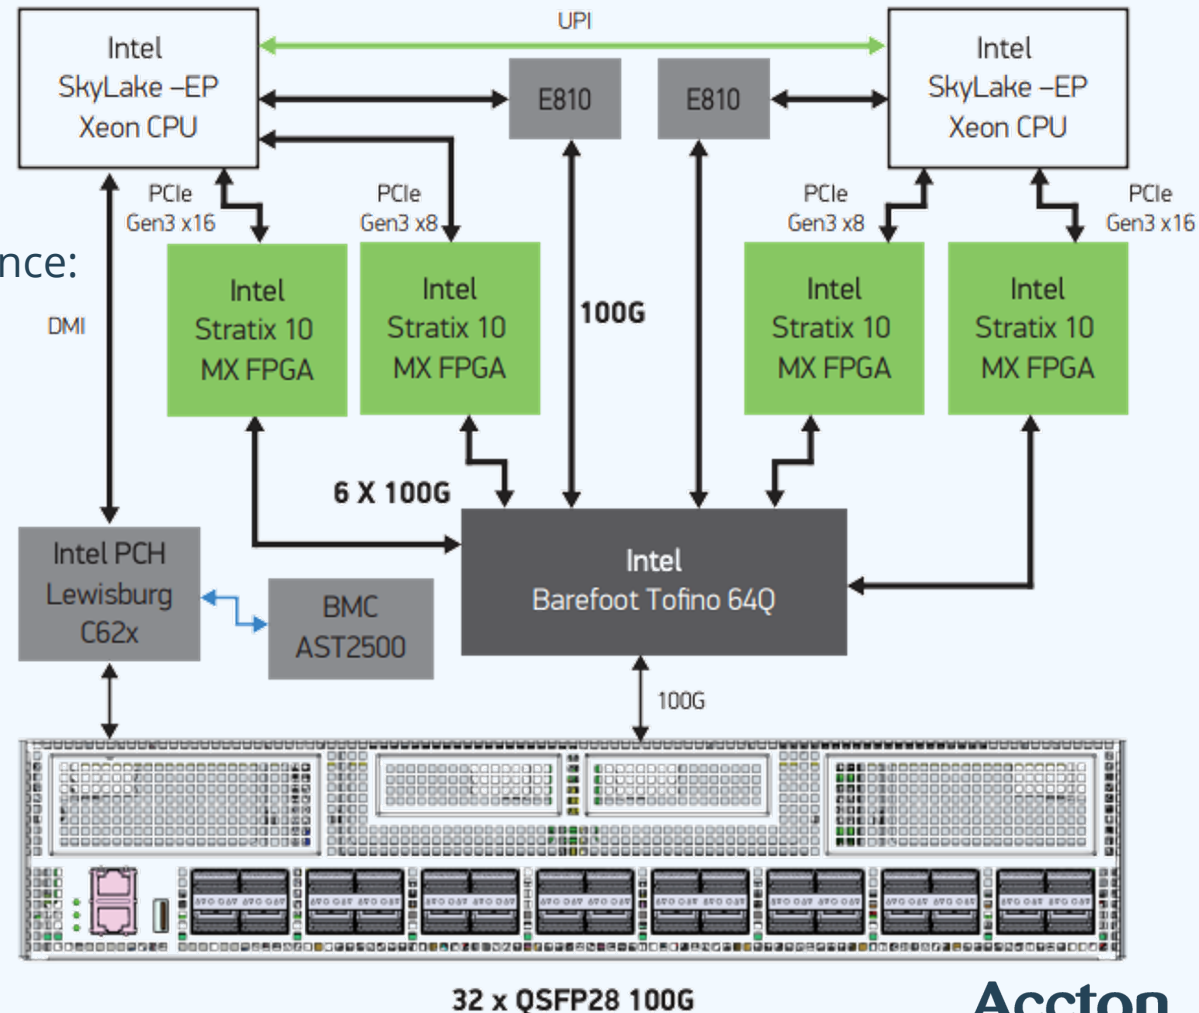 UPI
Intel
SkyLake –EP
Xeon CPU
E810
E810
Intel
SkyLake –EP
Xeon CPU
PCIe
Gen3 x16
PCIe
Gen3 x8
PCIe
Gen3 x8
PCIe
Gen3 x16
nce:
DMI
Intel
Stratix 10
MX FPGA
Intel
Stratix 10
MX FPGA
100G
Intel
Stratix 10
MX FPGA
Intel
Stratix 10
MX FPGA
6 X 100G
Intel PCH
Lewisburg
C62x
BMC
AST2500
Intel
Barefoot Tofino 64Q
100G
32 x QSFP28 100G
Accton